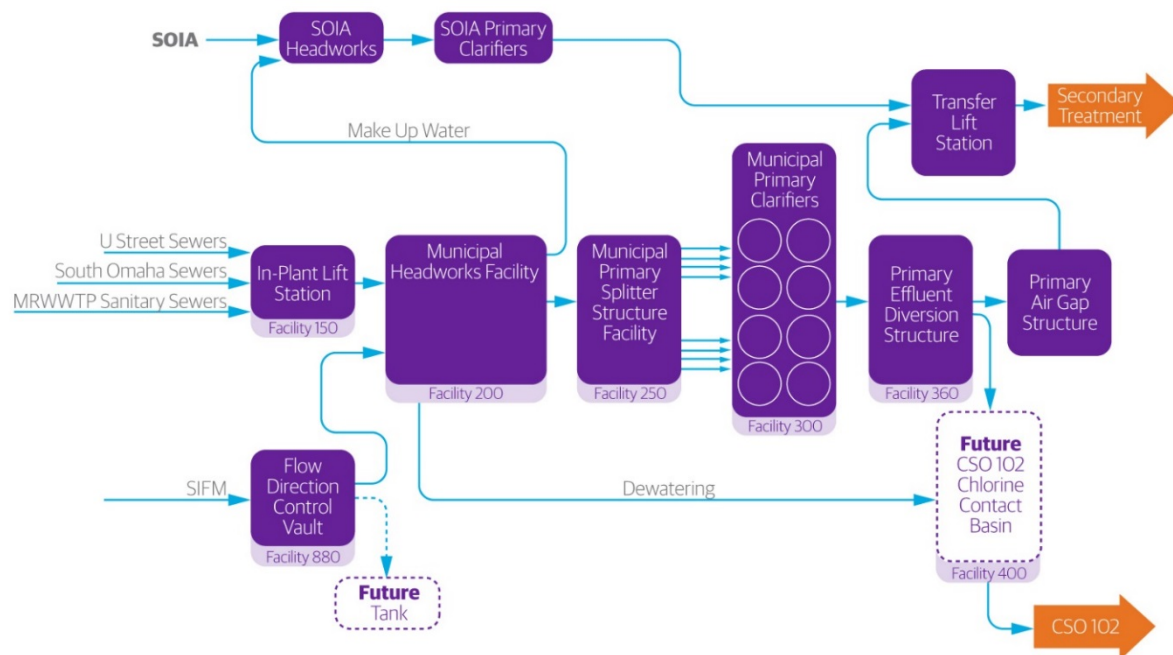 SOIA
SOIA
Headworks
SOIA Primary
Clarifiers
Transfer
Lift
Station
Secondary
Treatment
Make Up Water
Municipal
Primary
Clarifiers
U Street Sewers
South Omaha Sewers
MRWWTP Sanitary Sewers
In-Plant Lift
Station
Facility 150
Municipal
Headworks Facility
Facility 200
Municipal
Primary
Splitter
Structure
Facility
Facility 250
Facility 300
Primary
Effluent
Diversion
Structure
Facility 360
Primary
Air Gap
Structure
SIFM
Flow
Direction
Control
Vault
Facility 880
Future
Tank
Dewatering
Future
CSO 102
Chlorine
Contact
Basin
Facility 400
CSO 102